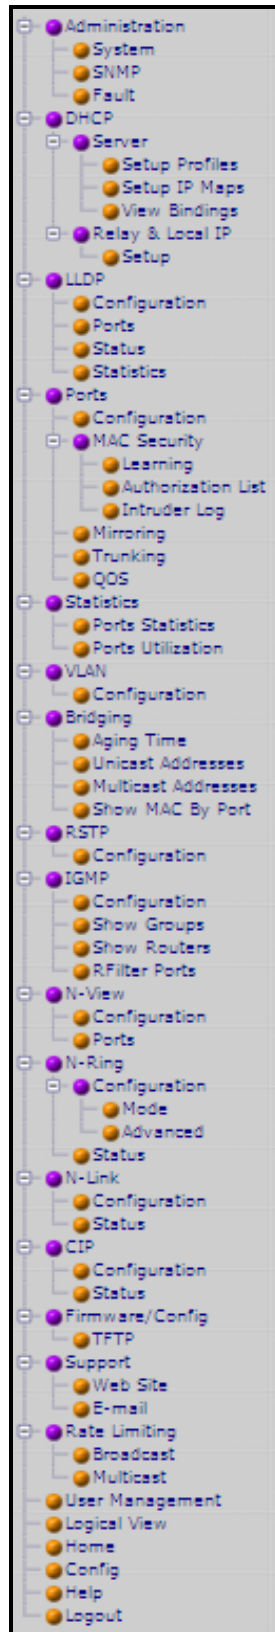 Administration
System
SNMP
Fault
DHCP
Server
Setup Profiles
Setup IP Maps
View Bindings
Relay & Local IP
Setup
LLDP
Configuration
Ports
Status
Statistics
Ports
Configuration
MAC Security
Learning
Authorization List
Intruder Log
Mirroring
Trunking
QOS
Statistics
Ports Statistics
Ports Utilization
VLAN
Configuration
Bridging
Aging Time
Unicast Addresses
Multicast Addresses
Show MAC By Port
RSTP
Configuration
IGMP
Configuration
Show Groups
Show Routers
RFilter Ports
N-View
Configuration
Ports
N-Ring
Configuration
Mode
Advanced
Status
N-Link
Configuration
Status
CIP
Configuration
Status
Firmware/Config
TFTP
Support
Web Site
E-mail
Rate Limiting
Broadcast
Multicast
User Management
Logical View
Home
Config
Help
Logout